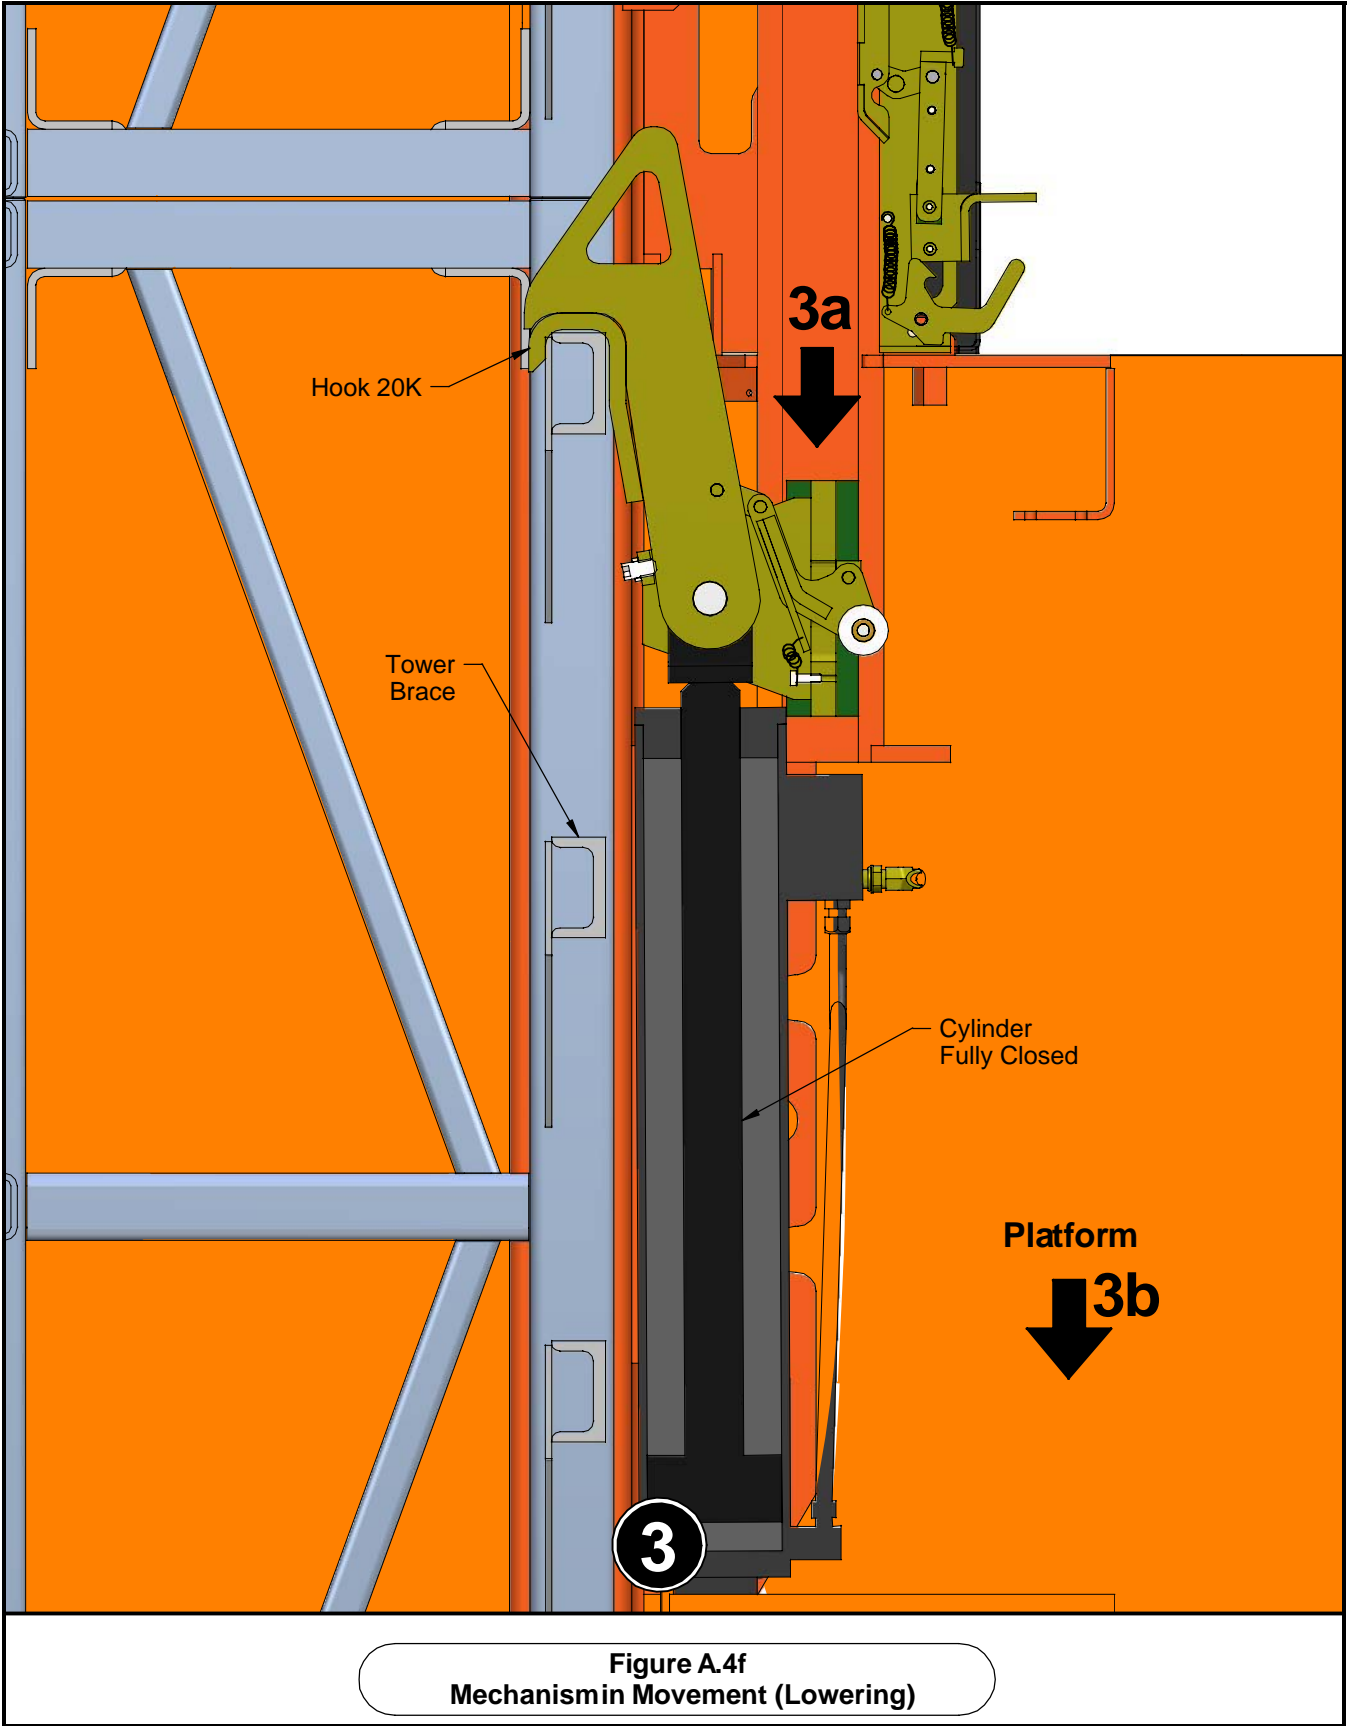 3a
Hook 20K
Tower
Brace
Cylinder
Fully Closed
Platform
3b
3
Figure A.4f
Mechanism in Movement (Lowering)